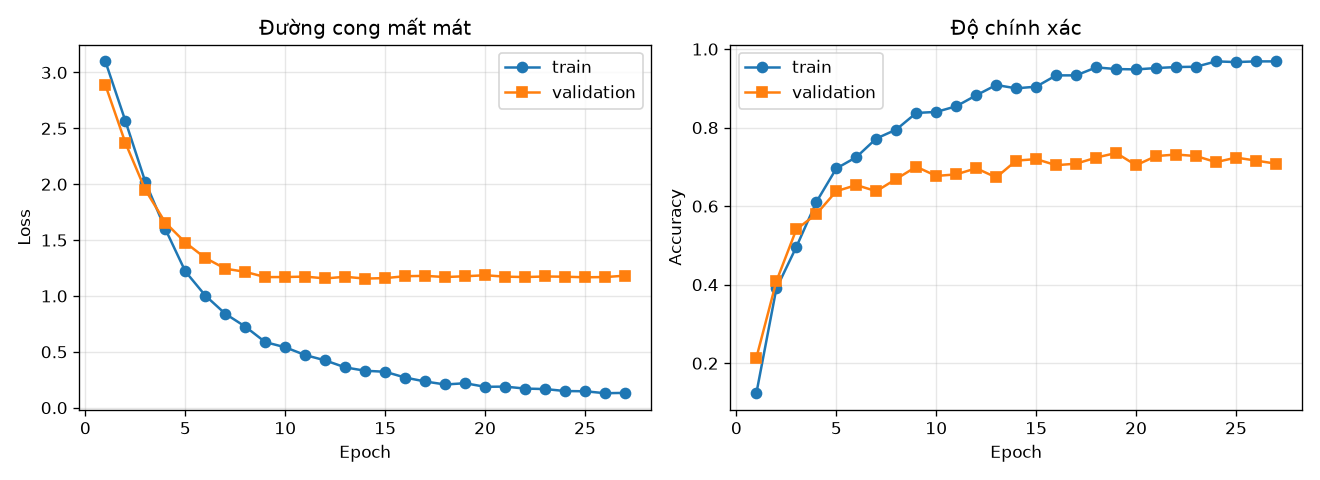 Đường cong mất mát
Loss
3.0
2.5
2.0
1.5
1.0
0.5
0.0
0 5 10 15 20 25
Epoch
train
validation
Độ chính xác
Accuracy
1.0
0.8
0.6
0.4
0.2
0 5 10 15 20 25
Epoch
train
validation